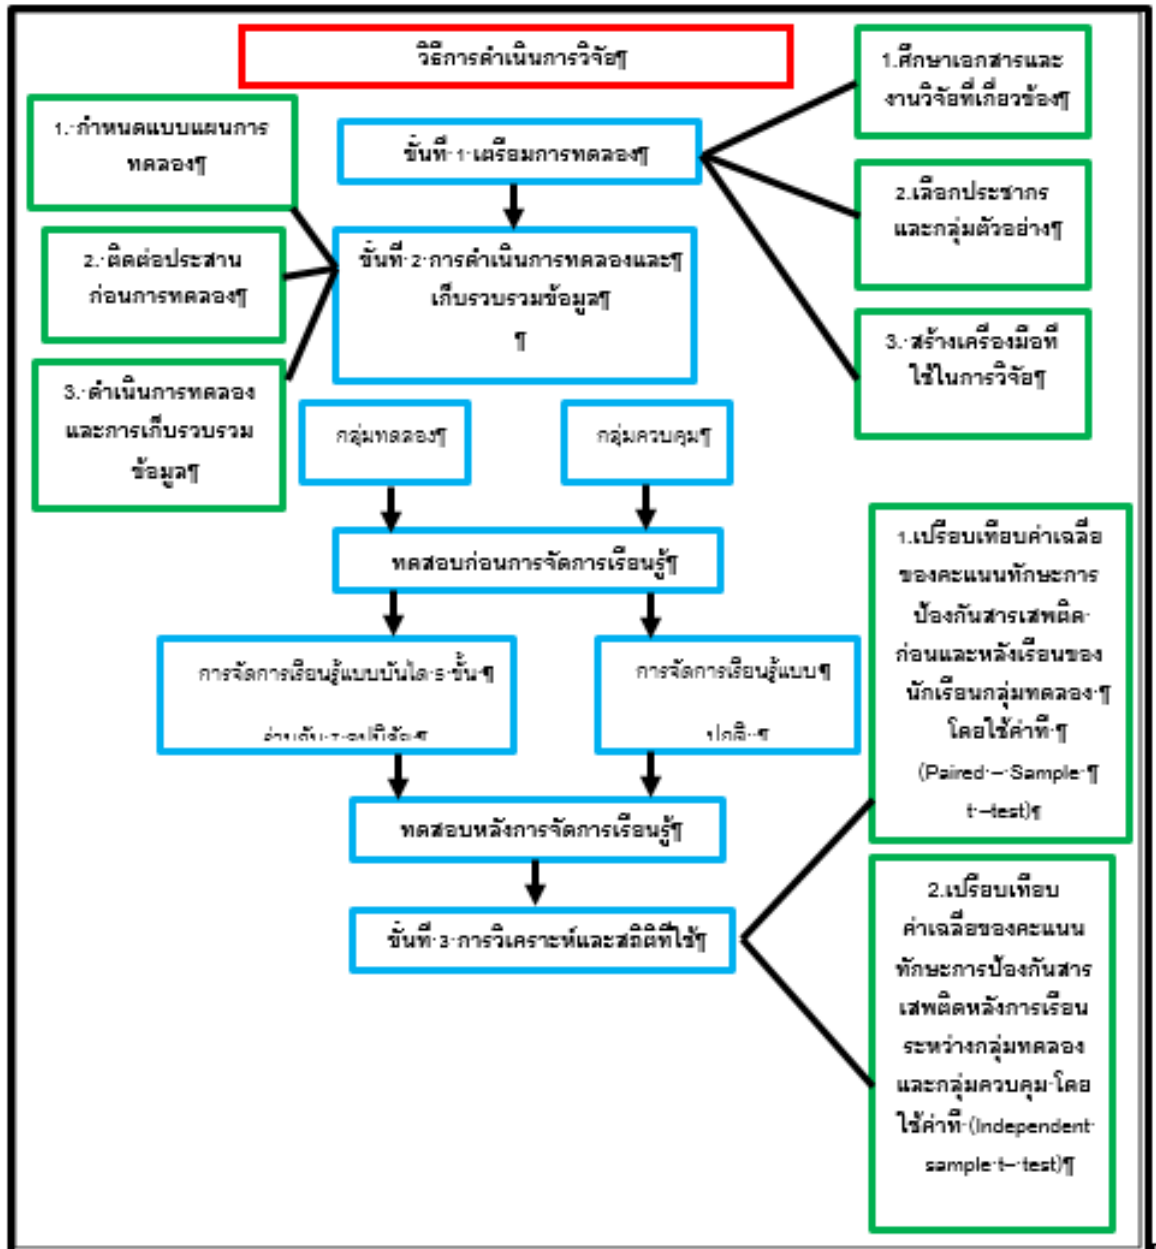 วิธีการดำเนินการวิจัย¶
1.ศึกษาเอกสารและ
งานวิจัยที่เกี่ยวข้อง¶
1.·กำหนดแบบแผนการ
ทดลอง¶
ขั้นที่·1·เตรียมการทดลอง¶
2.เลือกประชากร
และกลุ่มตัวอย่าง¶
2.·ติดต่อประสาน
ก่อนการทดลอง¶
ขั้นที่·2·การดำเนินการทดลองและ¶
เก็บรวบรวมข้อมูล¶
¶
3.·สร้างเครื่องมือที่
ใช้ในการวิจัย¶
3.·ดำเนินการทดลอง
และการเก็บรวบรวม
ข้อมูล¶
กลุ่มทดลอง¶
กลุ่มควบคุม¶
ทดสอบก่อนการจัดการเรียนรู้¶
การจัดการเรียนรู้แบบบันได·5·ขั้น·¶
การจัดการเรียนรู้แบบ¶
ปกติ·¶
ทดสอบหลังการจัดการเรียนรู้¶
ขั้นที่·3·การวิเคราะห์และสถิติที่ใช้¶
1.เปรียบเทียบค่าเฉลี่ย
ของคะแนนทักษะการ
ป้องกันสารเสพติด·
ก่อนและหลังเรียนของ
นักเรียนกลุ่มทดลอง·¶
โดยใช้ค่าที·¶
(Paired·–·Sample·¶
t·–test)¶
2.เปรียบเทียบ
ค่าเฉลี่ยของคะแนน
ทักษะการป้องกันสาร
เสพติดหลังการเรียน
ระหว่างกลุ่มทดลอง
และกลุ่มควบคุม·โดย
ใช้ค่าที·(Independent·
sample·t–·test)¶